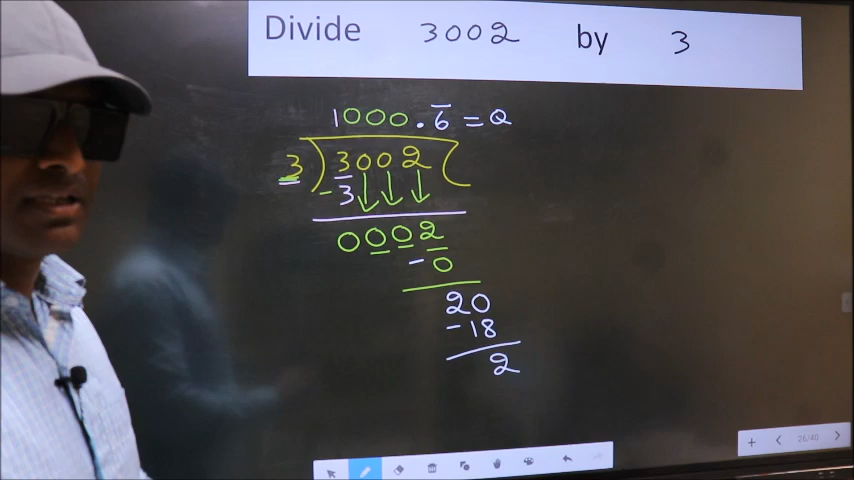 Divide 3002 by 3
1000.6̅ = Q
3 ) 3002 (
- 3
0002
- 0
20
- 18
2
26/40